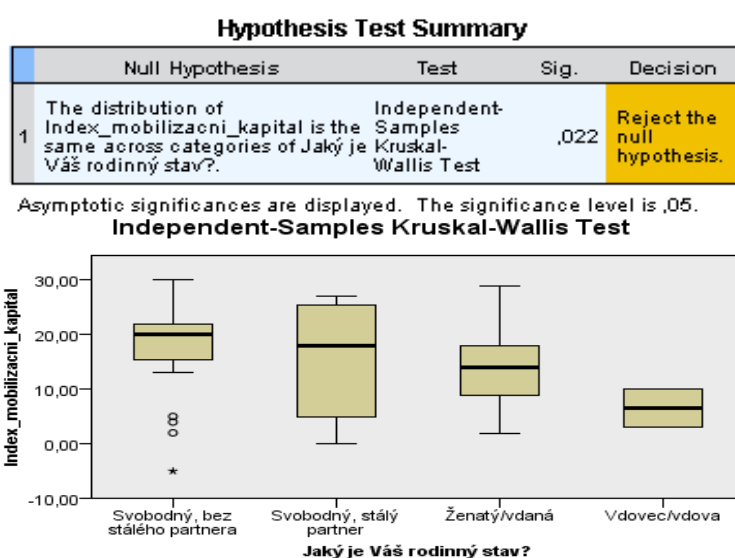 Hypothesis Test Summary
Null Hypothesis Test Sig. Decision
1
The distribution of
Index_mobilizacni_kapital is the
same across categories of Jaký je
Váš rodinný stav?.
Independent-
Samples
Kruskal-
Wallis Test
,022
Reject the
null
hypothesis.
Asymptotic significances are displayed. The significance level is ,05.
Independent-Samples Kruskal-Wallis Test
Index_mobilizacni_kapital
30,00
20,00
10,00
0,00
-10,00
Svobodný, bez
stálého partnera
Svobodný, stálý
partner
Ženatý/vdaná
Vdovec/vdova
Jaký je Váš rodinný stav?